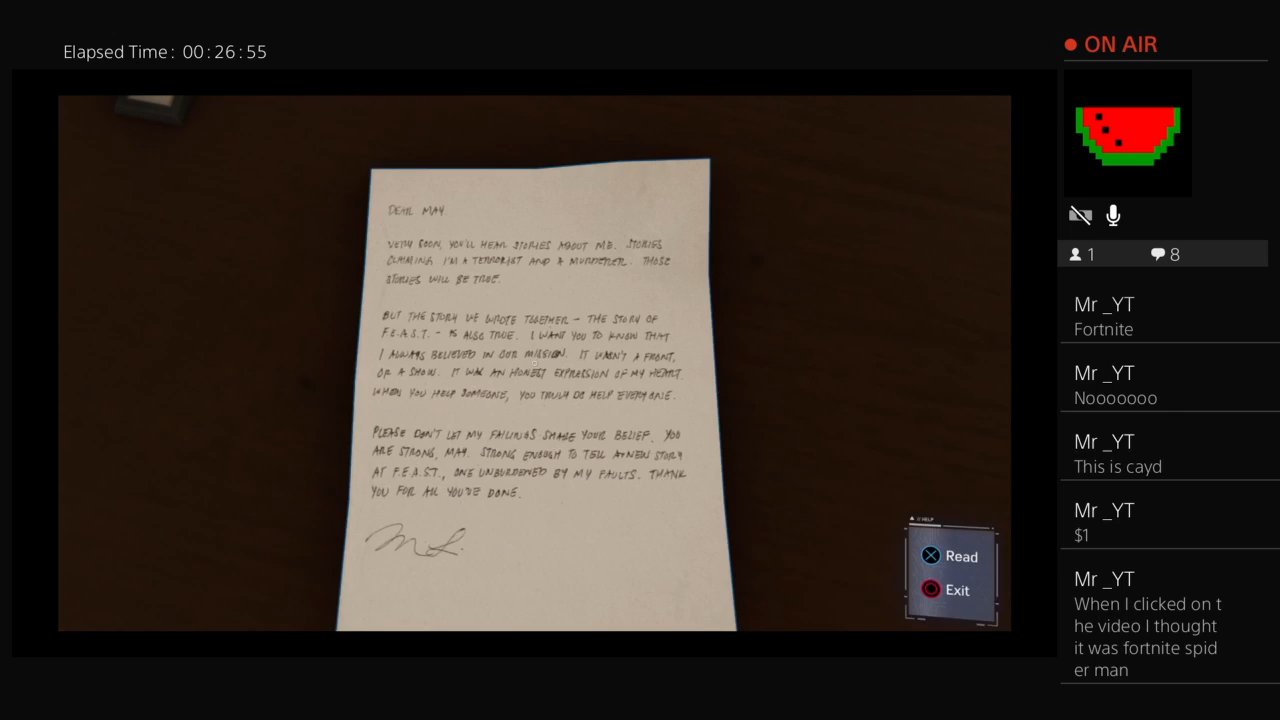 Elapsed Time: 00:26:55
ON AIR
1 8
Mr _YT
Fortnite
Mr _YT
Nooooooo
Mr _YT
This is cayd
Mr _YT
$1
Mr _YT
When I clicked on t
he video I thought
it was fortnite spid
er man
DEAR MAY.
VERY SOON, YOU'LL HEAR STORIES ABOUT ME. STORIES
CLAIMING I'M A TERRORIST AND A MURDERER. THOSE
STORIES WILL BE TRUE.
BUT THE STORY WE WROTE TOGETHER - THE STORY OF
F.E.A.S.T. - IS ALSO TRUE. I WANT YOU TO KNOW THAT
I ALWAYS BELIEVED IN OUR MISSION. IT WASN'T A FRONT,
OR A SHOW. IT WAS AN HONEST EXPRESSION OF MY HEART.
WHEN YOU HELP SOMEONE, YOU TRULY DO HELP EVERYONE.
PLEASE DON'T LET MY FAILINGS SHAKE YOUR BELIEF. YOU
ARE STRONG, MAY. STRONG ENOUGH TO TELL A NEW STORY
AT F.E.A.S.T., ONE UNBURDENED BY MY FAULTS. THANK
YOU FOR ALL YOU'VE DONE.
M L.
// HELP
Read
Exit